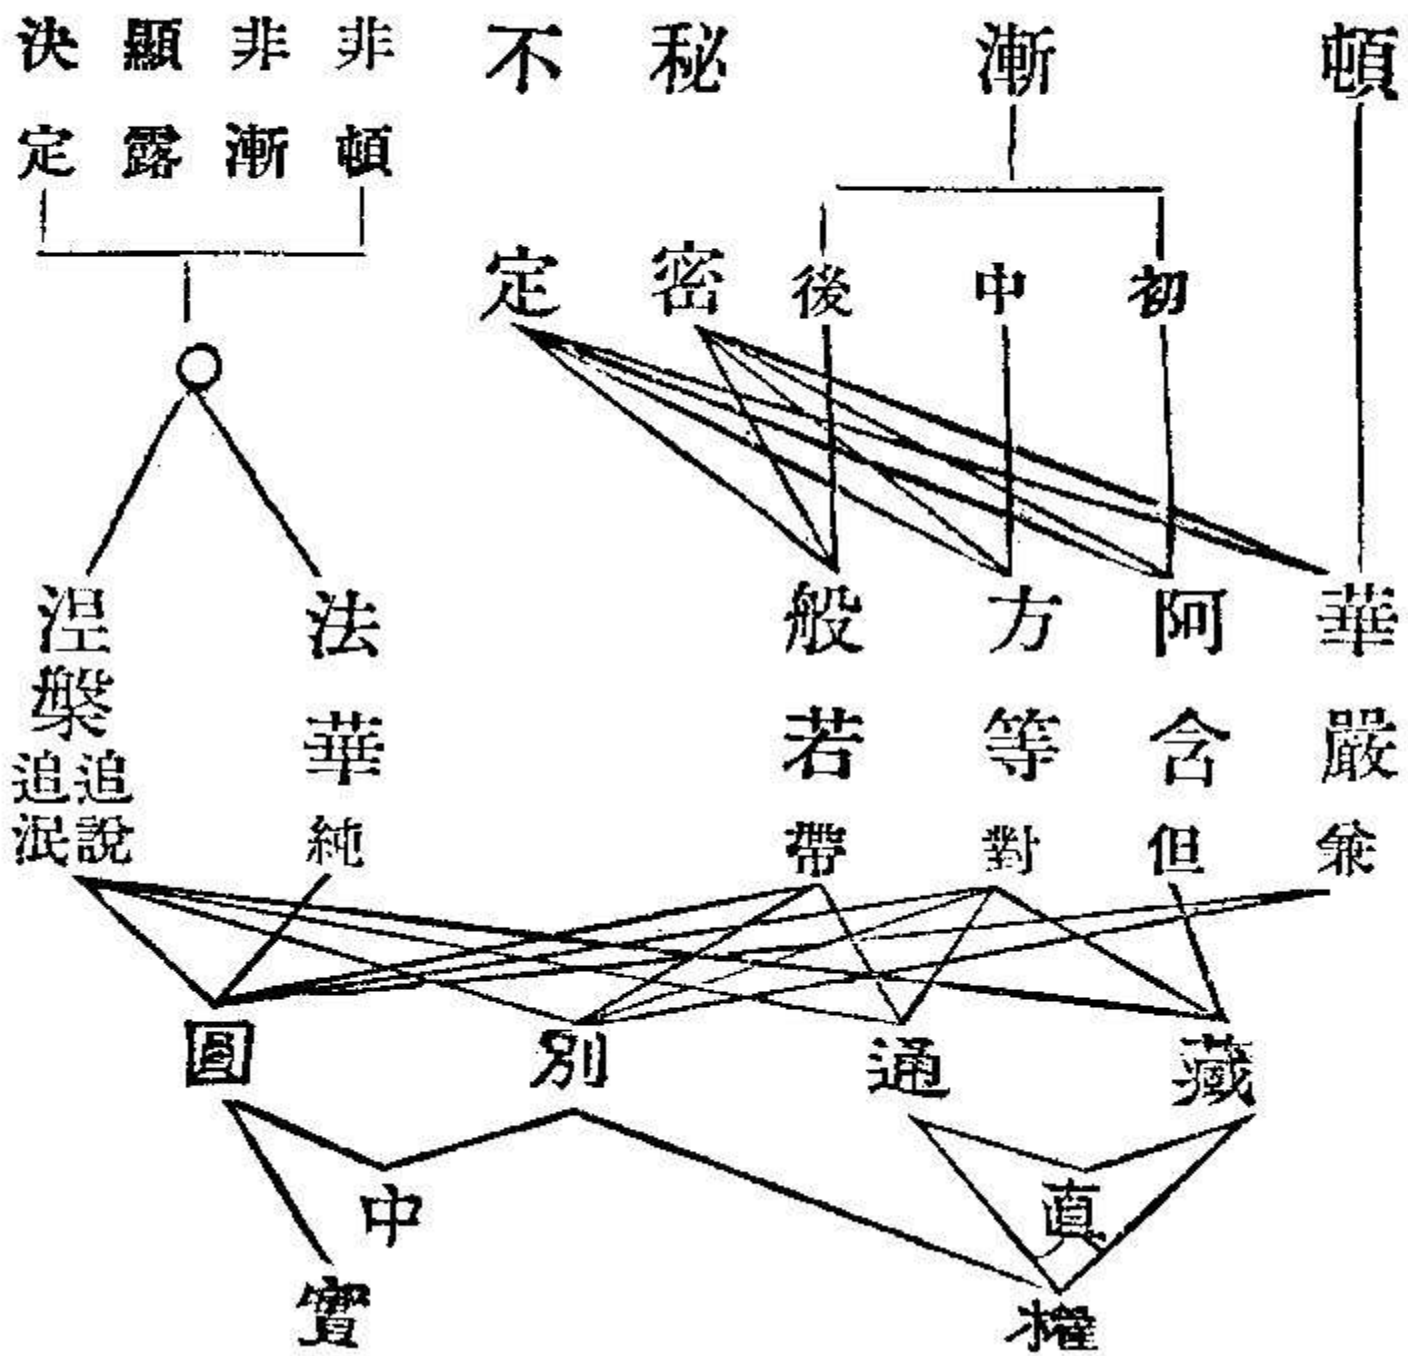 頓
漸
秘密
不定
非頓
非漸
顯露
決定
初
中
後
華嚴兼
阿含但
方等對
般若帶
法華純
涅槃追說追泯
藏
通
別
圓
真
中
權
實